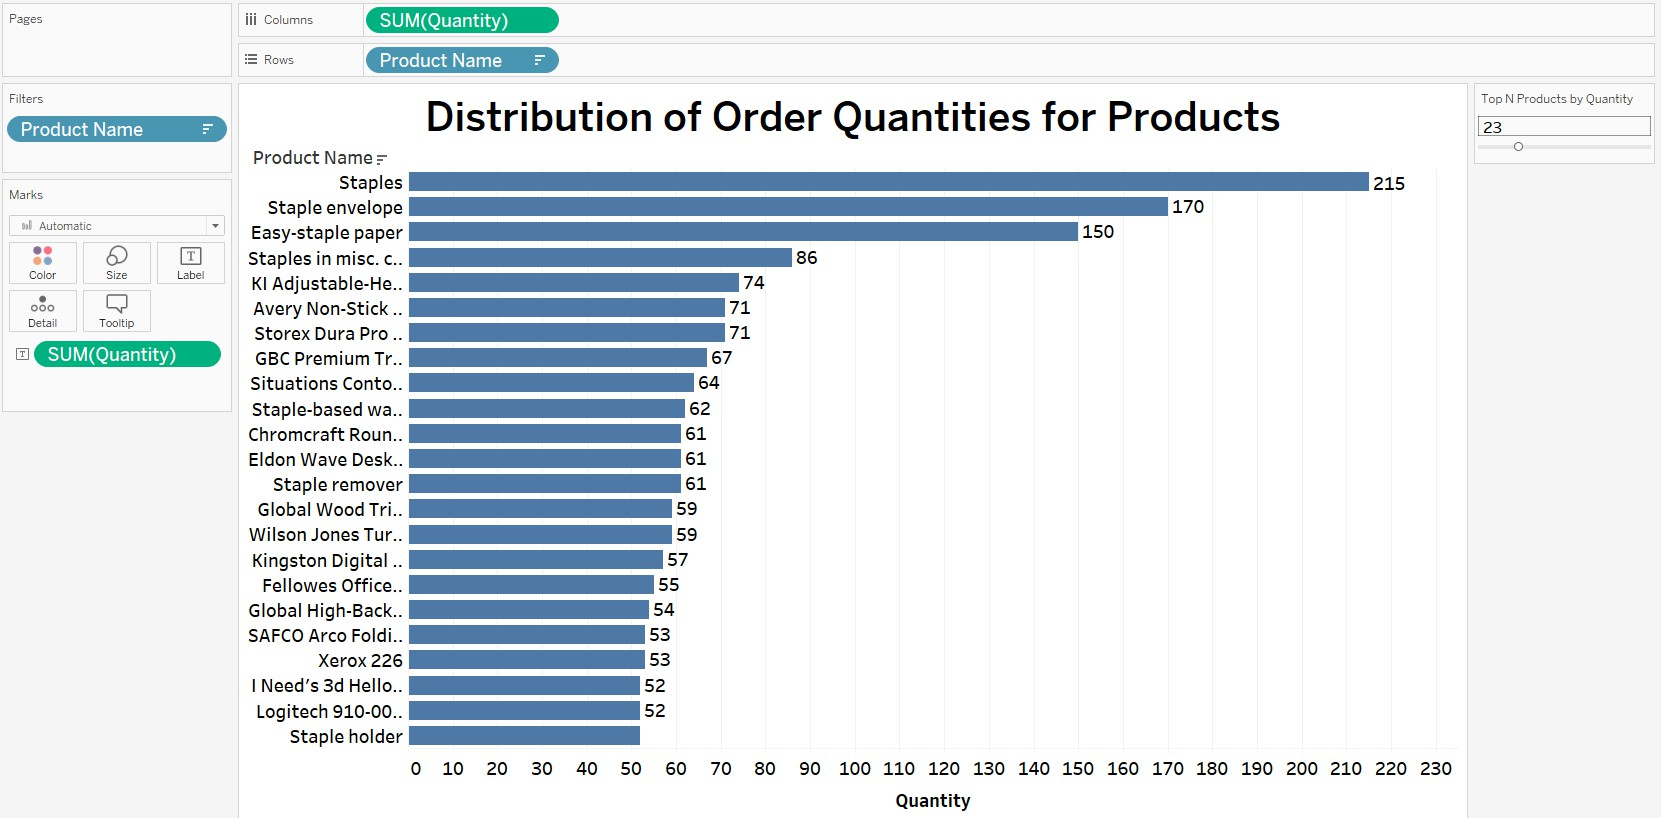 Pages
Columns
SUM(Quantity)
Rows
Product Name
Filters
Product Name
Marks
Automatic
Color
Size
Label
Detail
Tooltip
SUM(Quantity)
Distribution of Order Quantities for Products
Product Name
Staples 215
Staple envelope 170
Easy-staple paper 150
Staples in misc. c.. 86
KI Adjustable-He.. 74
Avery Non-Stick .. 71
Storex Dura Pro .. 71
GBC Premium Tr.. 67
Situations Conto.. 64
Staple-based wa.. 62
Chromcraft Roun.. 61
Eldon Wave Desk.. 61
Staple remover 61
Global Wood Tri.. 59
Wilson Jones Tur.. 59
Kingston Digital .. 57
Fellowes Office.. 55
Global High-Back.. 54
SAFCO Arco Foldi.. 53
Xerox 226 53
I Need's 3d Hello.. 52
Logitech 910-00.. 52
Staple holder
0 10 20 30 40 50 60 70 80 90 100 110 120 130 140 150 160 170 180 190 200 210 220 230
Quantity
Top N Products by Quantity
23